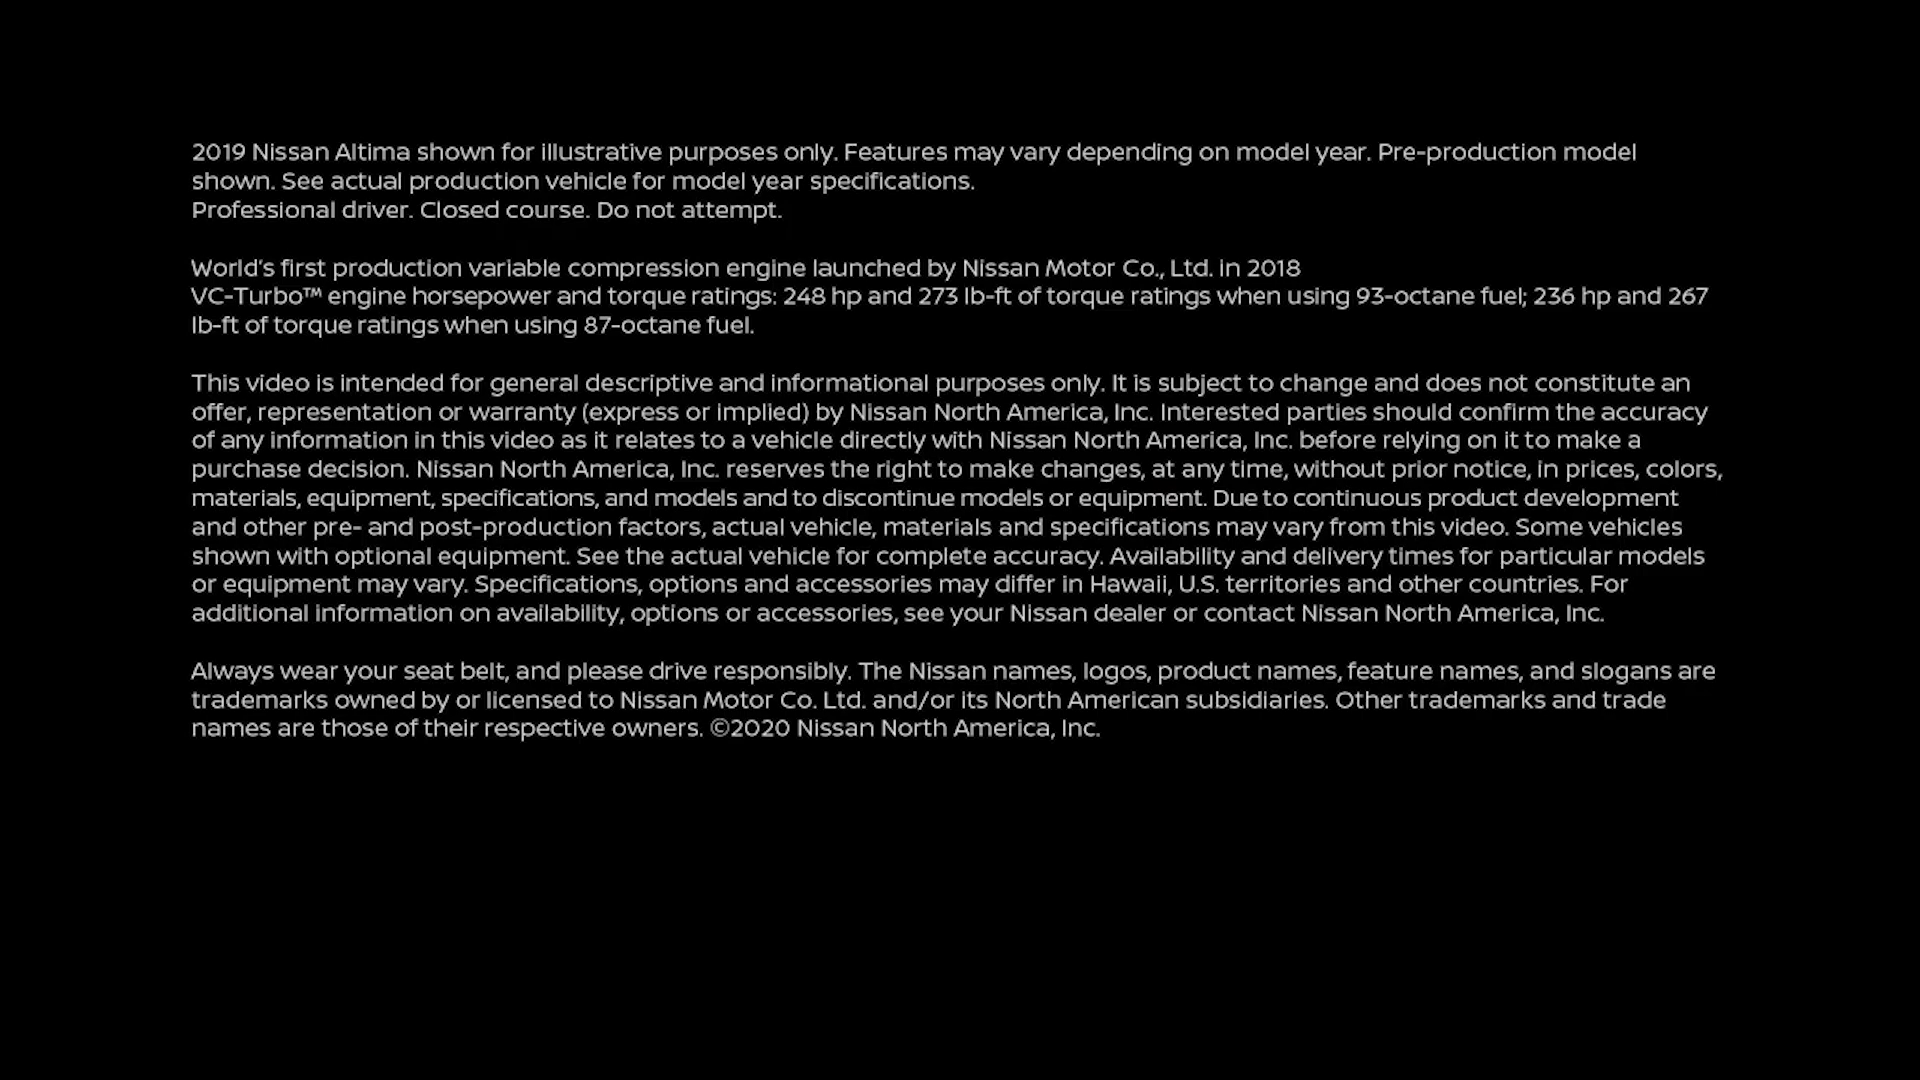 2019 Nissan Altima shown for illustrative purposes only. Features may vary depending on model year. Pre-production model
shown. See actual production vehicle for model year specifications.
Professional driver. Closed course. Do not attempt.
World's first production variable compression engine launched by Nissan Motor Co., Ltd. in 2018
VC-Turbo™ engine horsepower and torque ratings: 248 hp and 273 lb-ft of torque ratings when using 93-octane fuel; 236 hp and 267
lb-ft of torque ratings when using 87-octane fuel.
This video is intended for general descriptive and informational purposes only. It is subject to change and does not constitute an
offer, representation or warranty (express or implied) by Nissan North America, Inc. Interested parties should confirm the accuracy
of any information in this video as it relates to a vehicle directly with Nissan North America, Inc. before relying on it to make a
purchase decision. Nissan North America, Inc. reserves the right to make changes, at any time, without prior notice, in prices, colors,
materials, equipment, specifications, and models and to discontinue models or equipment. Due to continuous product development
and other pre- and post-production factors, actual vehicle, materials and specifications may vary from this video. Some vehicles
shown with optional equipment. See the actual vehicle for complete accuracy. Availability and delivery times for particular models
or equipment may vary. Specifications, options and accessories may differ in Hawaii, U.S. territories and other countries. For
additional information on availability, options or accessories, see your Nissan dealer or contact Nissan North America, Inc.
Always wear your seat belt, and please drive responsibly. The Nissan names, logos, product names, feature names, and slogans are
trademarks owned by or licensed to Nissan Motor Co. Ltd. and/or its North American subsidiaries. Other trademarks and trade
names are those of their respective owners. ©2020 Nissan North America, Inc.